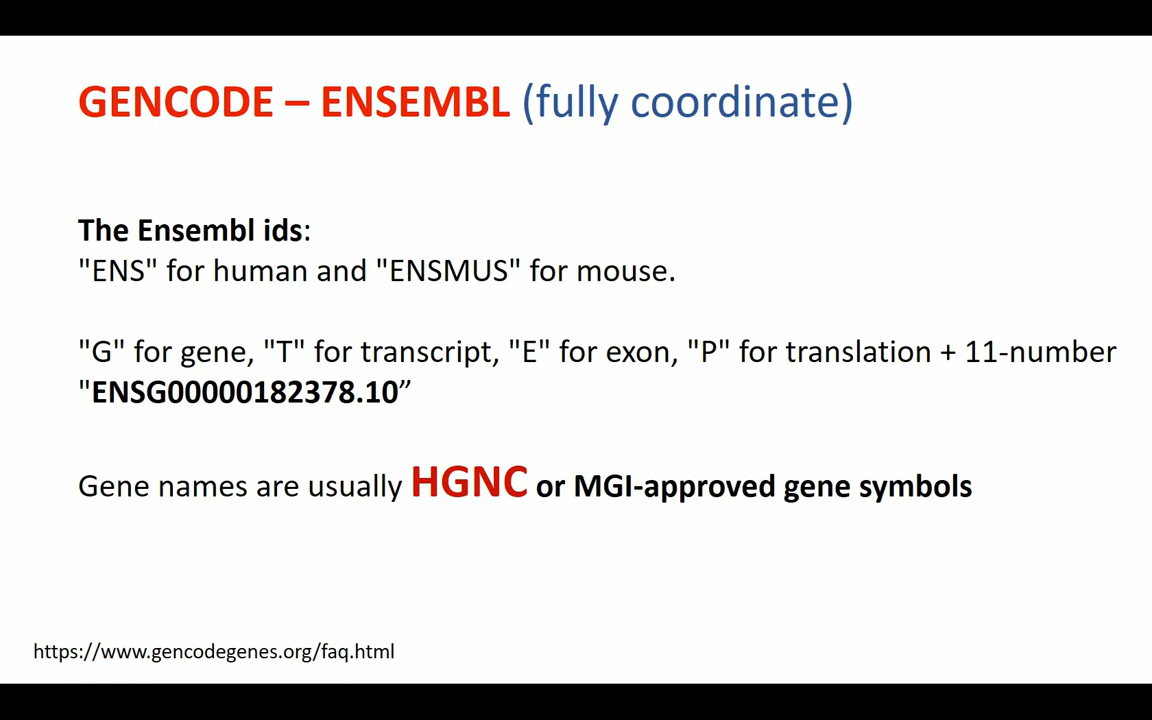 GENCODE – ENSEMBL (fully coordinate)
The Ensembl ids:
"ENS" for human and "ENSMUS" for mouse.
"G" for gene, "T" for transcript, "E" for exon, "P" for translation + 11-number
"ENSG00000182378.10”
Gene names are usually HGNC or MGI-approved gene symbols
https://www.gencodegenes.org/faq.html